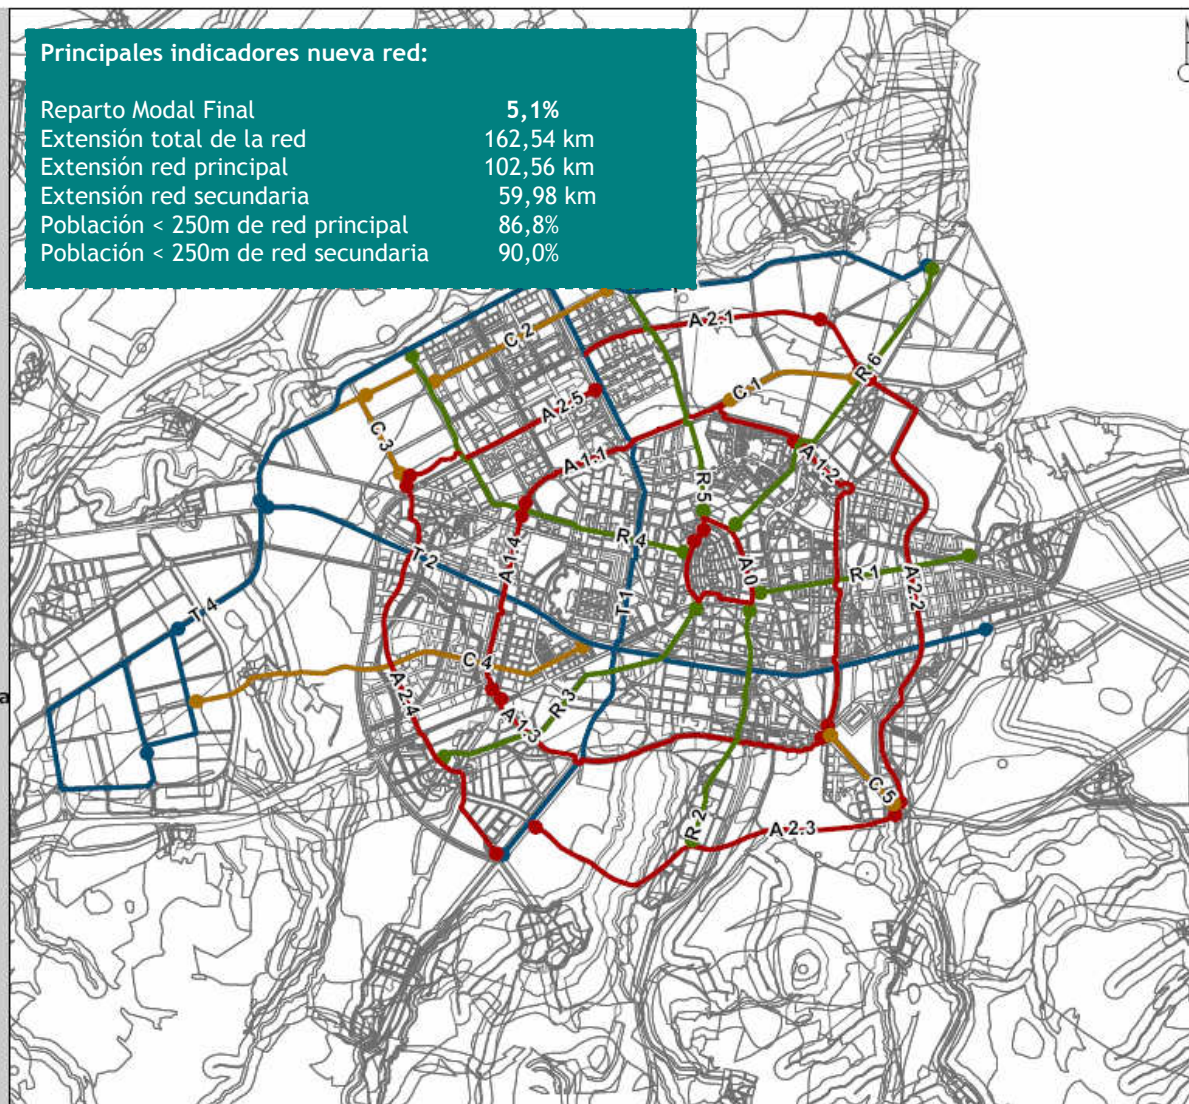 Principales indicadores nueva red:
Reparto Modal Final 5,1%
Extensión total de la red 162,54 km
Extensión red principal 102,56 km
Extensión red secundaria 59,98 km
Población < 250m de red principal 86,8%
Población < 250m de red secundaria 90,0%
A 2.1
C 2
R 6
C 1
A 2.5
C 3
A 1.1
A 1.2
R 5
R 4
A 1.4
T 2
A 0
R 1
A 2.2
T 1
T 4
C 4
A 2.4
R 3
A 1.3
a
C 5
R 2
A 2.3